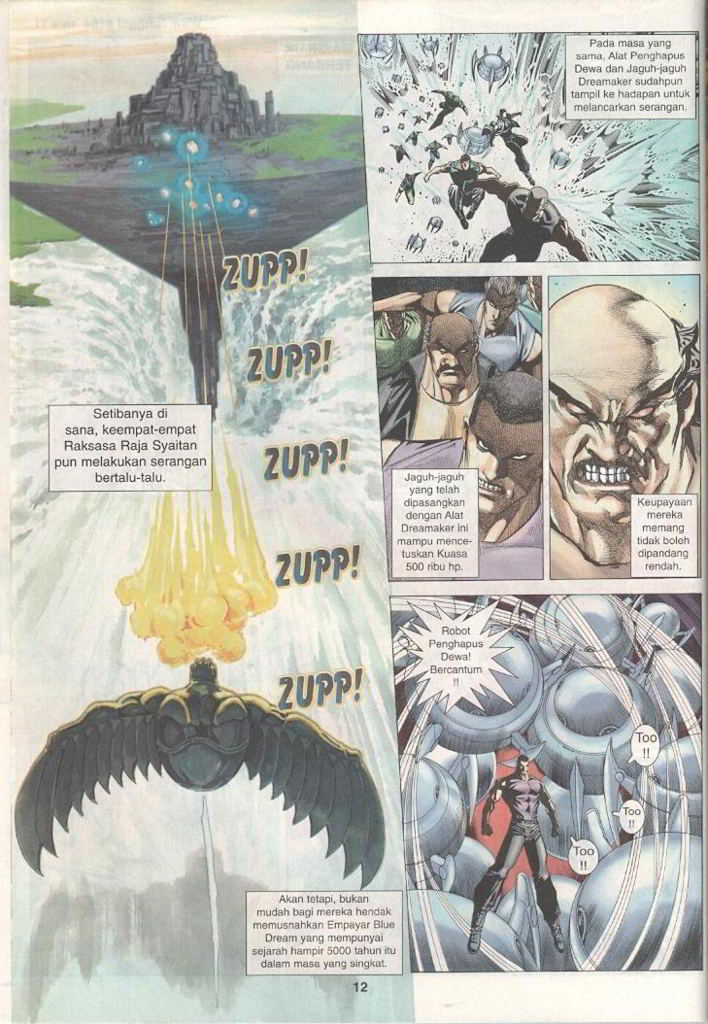 ZUPP!
ZUPP!
Setibanya di
sana, keempat-empat
Raksasa Raja Syaitan
pun melakukan serangan
bertalu-talu.
ZUPP!
ZUPP!
ZUPP!
Akan tetapi, bukan
mudah bagi mereka hendak
memusnahkan Empayar Blue
Dream yang mempunyai
sejarah hampir 5000 tahun itu
dalam masa yang singkat.
Pada masa yang
sama, Alat Penghapus
Dewa dan Jaguh-jaguh
Dreamaker sudahpun
tampil ke hadapan untuk
melancarkan serangan.
Jaguh-jaguh
yang telah
dipasangkan
dengan Alat
Dreamaker ini
mampu mence-
tuskan Kuasa
500 ribu hp.
Keupayaan
mereka
memang
tidak boleh
dipandang
rendah.
Robot
Penghapus
Dewa!
Bercantum
!!
Too
!!
Too
!!
Too
!!
12